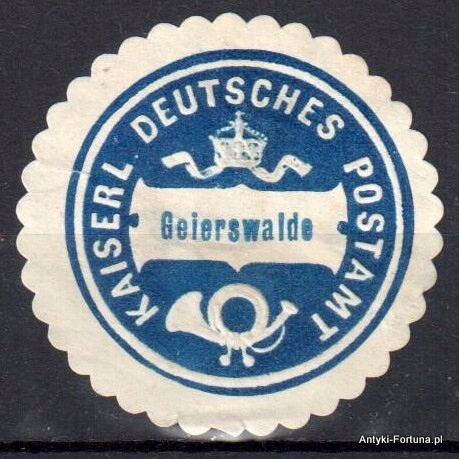 KAISERL DEUTSCHES POSTAMT
Geierswalde
Antyki-Fortuna.pl